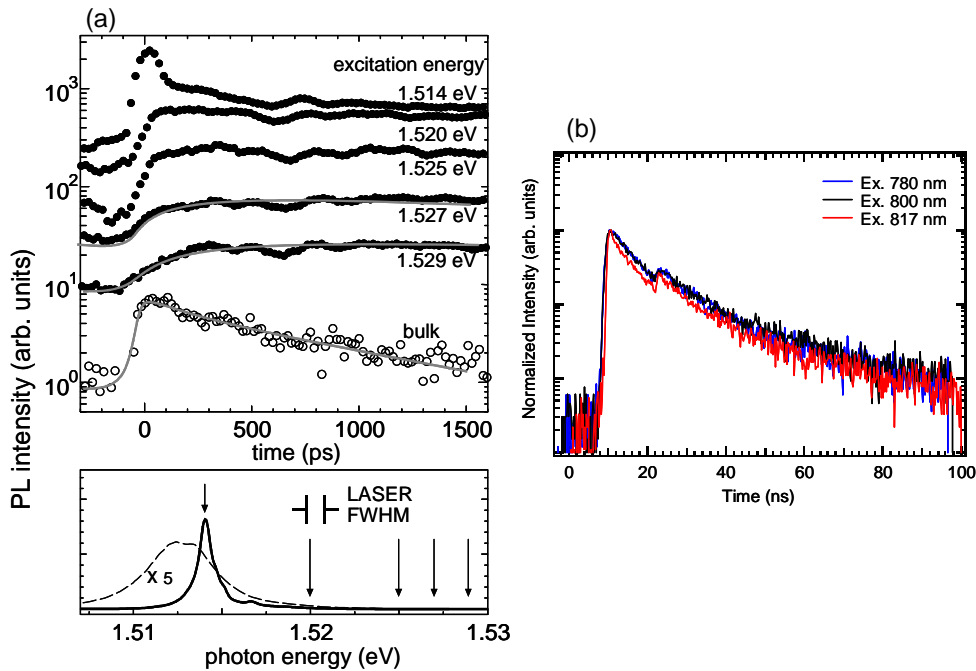 (a)
PL intensity (arb. units)
10^3
10^2
10^1
10^0
excitation energy
1.514 eV
1.520 eV
1.525 eV
1.527 eV
1.529 eV
bulk
0 500 1000 1500
time (ps)
LASER
FWHM
x 5
1.51 1.52 1.53
photon energy (eV)
(b)
Normalized Intensity (arb. units)
Ex. 780 nm
Ex. 800 nm
Ex. 817 nm
0 20 40 60 80 100
Time (ns)